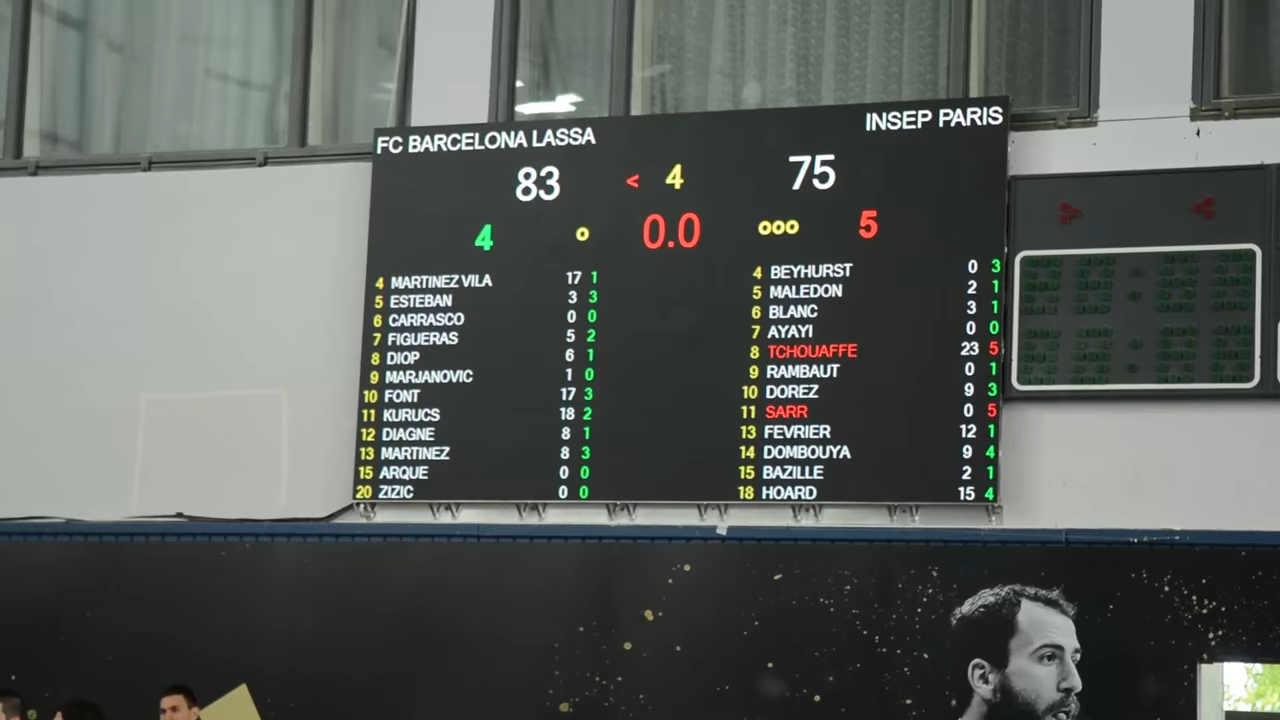 FC BARCELONA LASSA INSEP PARIS
83 < 4 75
4 o 0.0 ooo 5
4 MARTINEZ VILA 17 1
5 ESTEBAN 3 3
6 CARRASCO 0 0
7 FIGUERAS 5 2
8 DIOP 6 1
9 MARJANOVIC 1 0
10 FONT 17 3
11 KURUCS 18 2
12 DIAGNE 8 1
13 MARTINEZ 8 3
15 ARQUE 0 0
20 ZIZIC 0 0
4 BEYHURST 0 3
5 MALEDON 2 1
6 BLANC 3 1
7 AYAYI 0 0
8 TCHOUAFFE 23 5
9 RAMBAUT 0 1
10 DOREZ 9 3
11 SARR 0 5
13 FEVRIER 12 1
14 DOMBOUYA 9 4
15 BAZILLE 2 1
18 HOARD 15 4